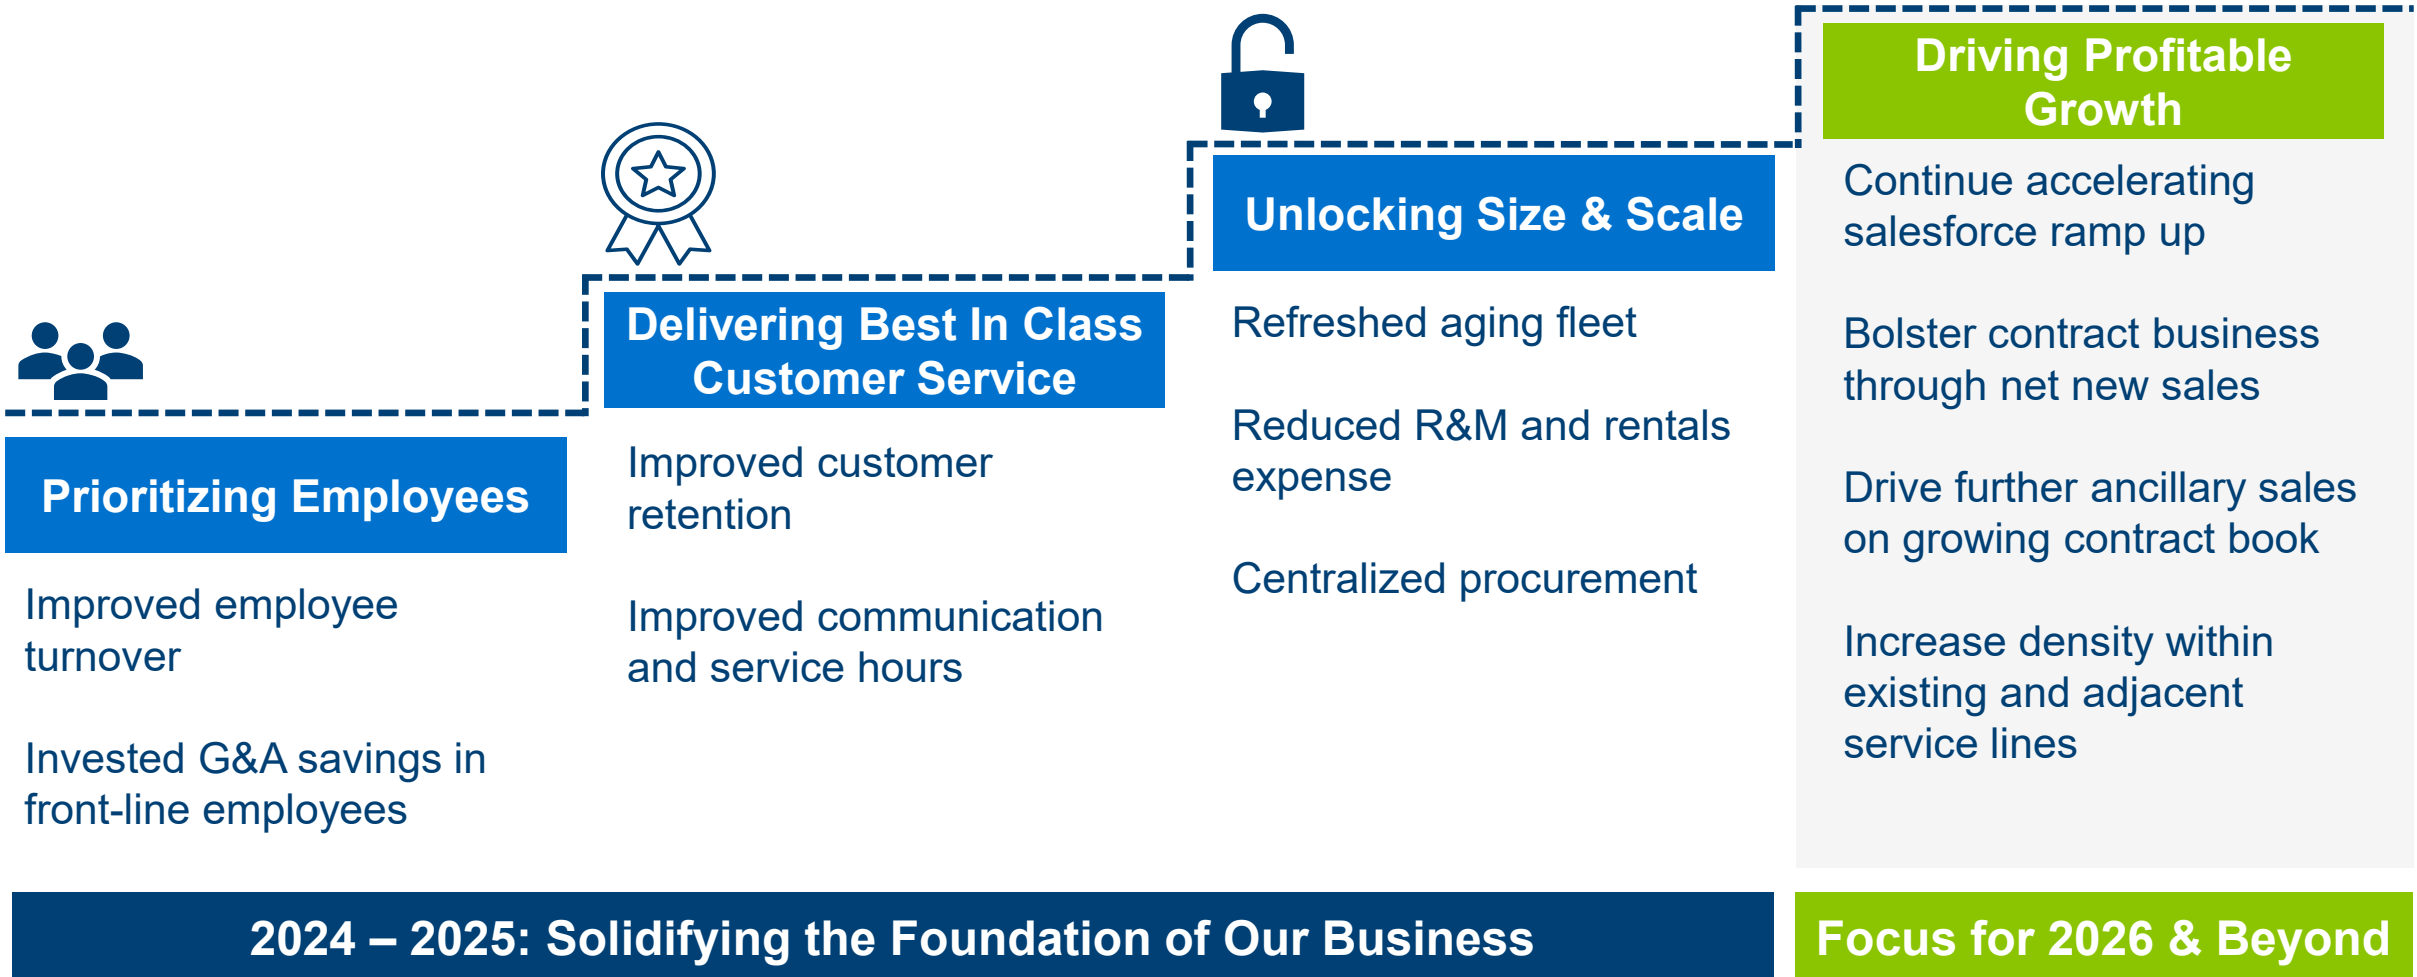 Prioritizing Employees
Improved employee
turnover
Invested G&A savings in
front-line employees
Delivering Best In Class
Customer Service
Improved customer
retention
Improved communication
and service hours
Unlocking Size & Scale
Refreshed aging fleet
Reduced R&M and rentals
expense
Centralized procurement
Driving Profitable
Growth
Continue accelerating
salesforce ramp up
Bolster contract business
through net new sales
Drive further ancillary sales
on growing contract book
Increase density within
existing and adjacent
service lines
2024 – 2025: Solidifying the Foundation of Our Business
Focus for 2026 & Beyond